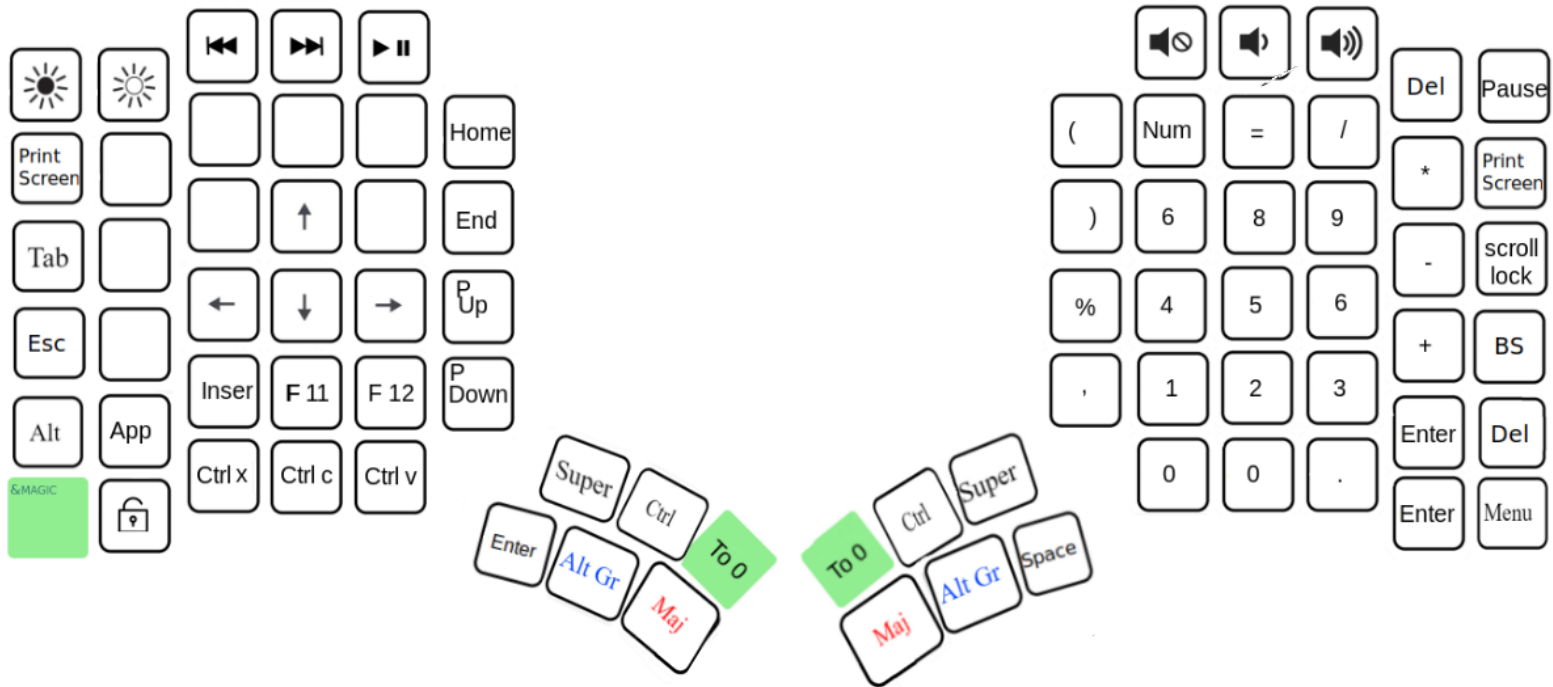 Del
Pause
Print
Screen
Home
(
Num
=
/
*
Print
Screen
Tab
End
)
6
8
9
-
scroll
lock
Esc
P
Up
%
4
5
6
+
BS
Alt
App
Inser
F 11
F 12
P
Down
,
1
2
3
Enter
Del
&MAGIC
Ctrl x
Ctrl c
Ctrl v
0
0
.
Enter
Menu
Super
Ctrl
To 0
Enter
Alt Gr
Maj
Super
Ctrl
To 0
Space
Alt Gr
Maj